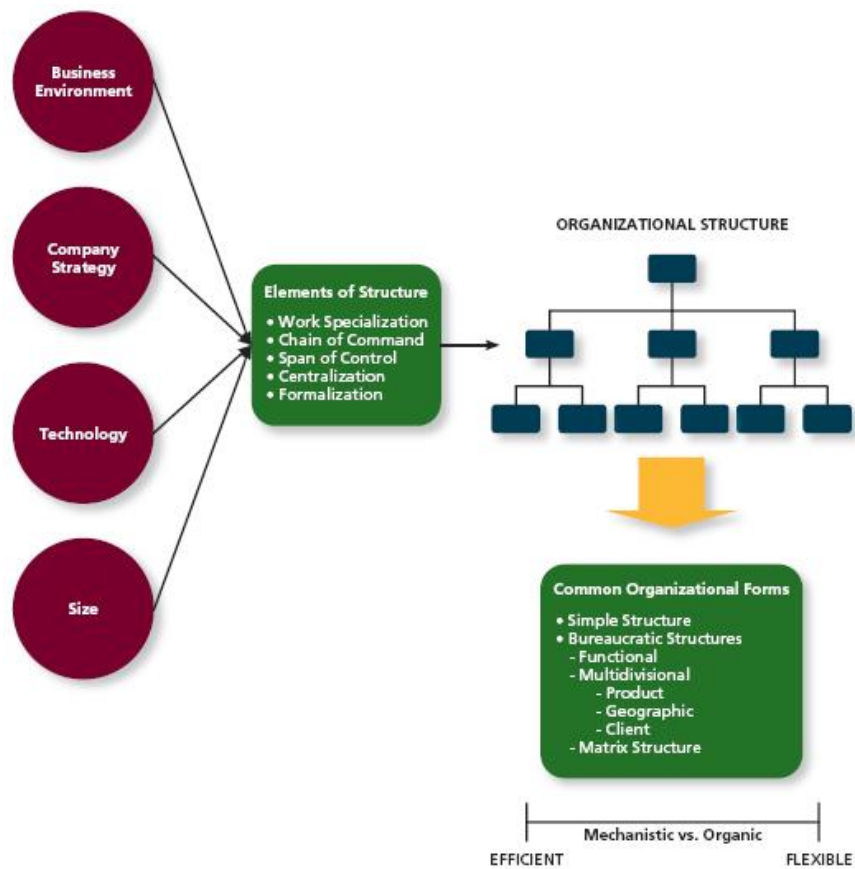 Business
Environment
Company
Strategy
Technology
Size
Elements of Structure
• Work Specialization
• Chain of Command
• Span of Control
• Centralization
• Formalization
ORGANIZATIONAL STRUCTURE
Common Organizational Forms
• Simple Structure
• Bureaucratic Structures
- Functional
- Multidivisional
- Product
- Geographic
- Client
- Matrix Structure
Mechanistic vs. Organic
EFFICIENT
FLEXIBLE